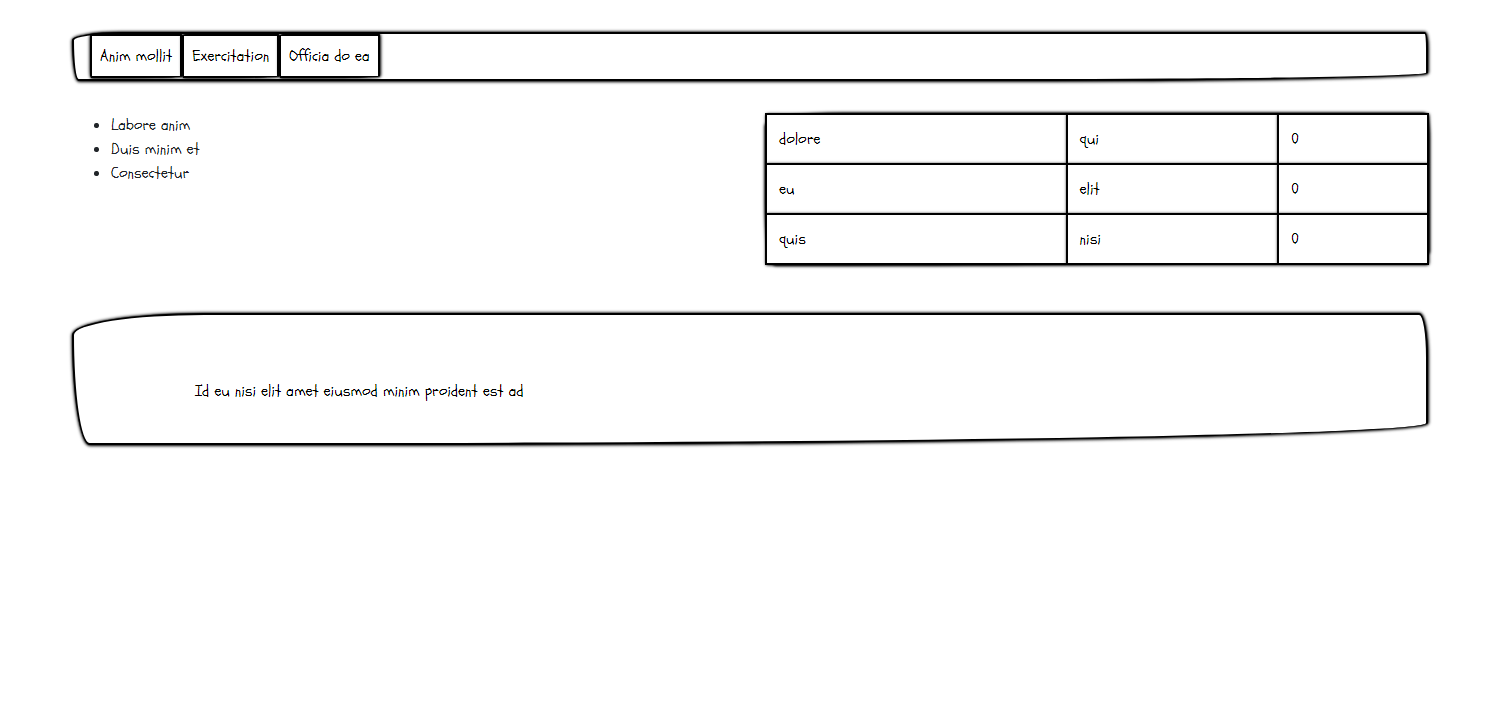 Anim mollit Exercitation Officia do ea
Labore anim
Duis minim et
Consectetur
dolore qui 0
eu elit 0
quis nisi 0
Id eu nisi elit amet eiusmod minim proident est ad